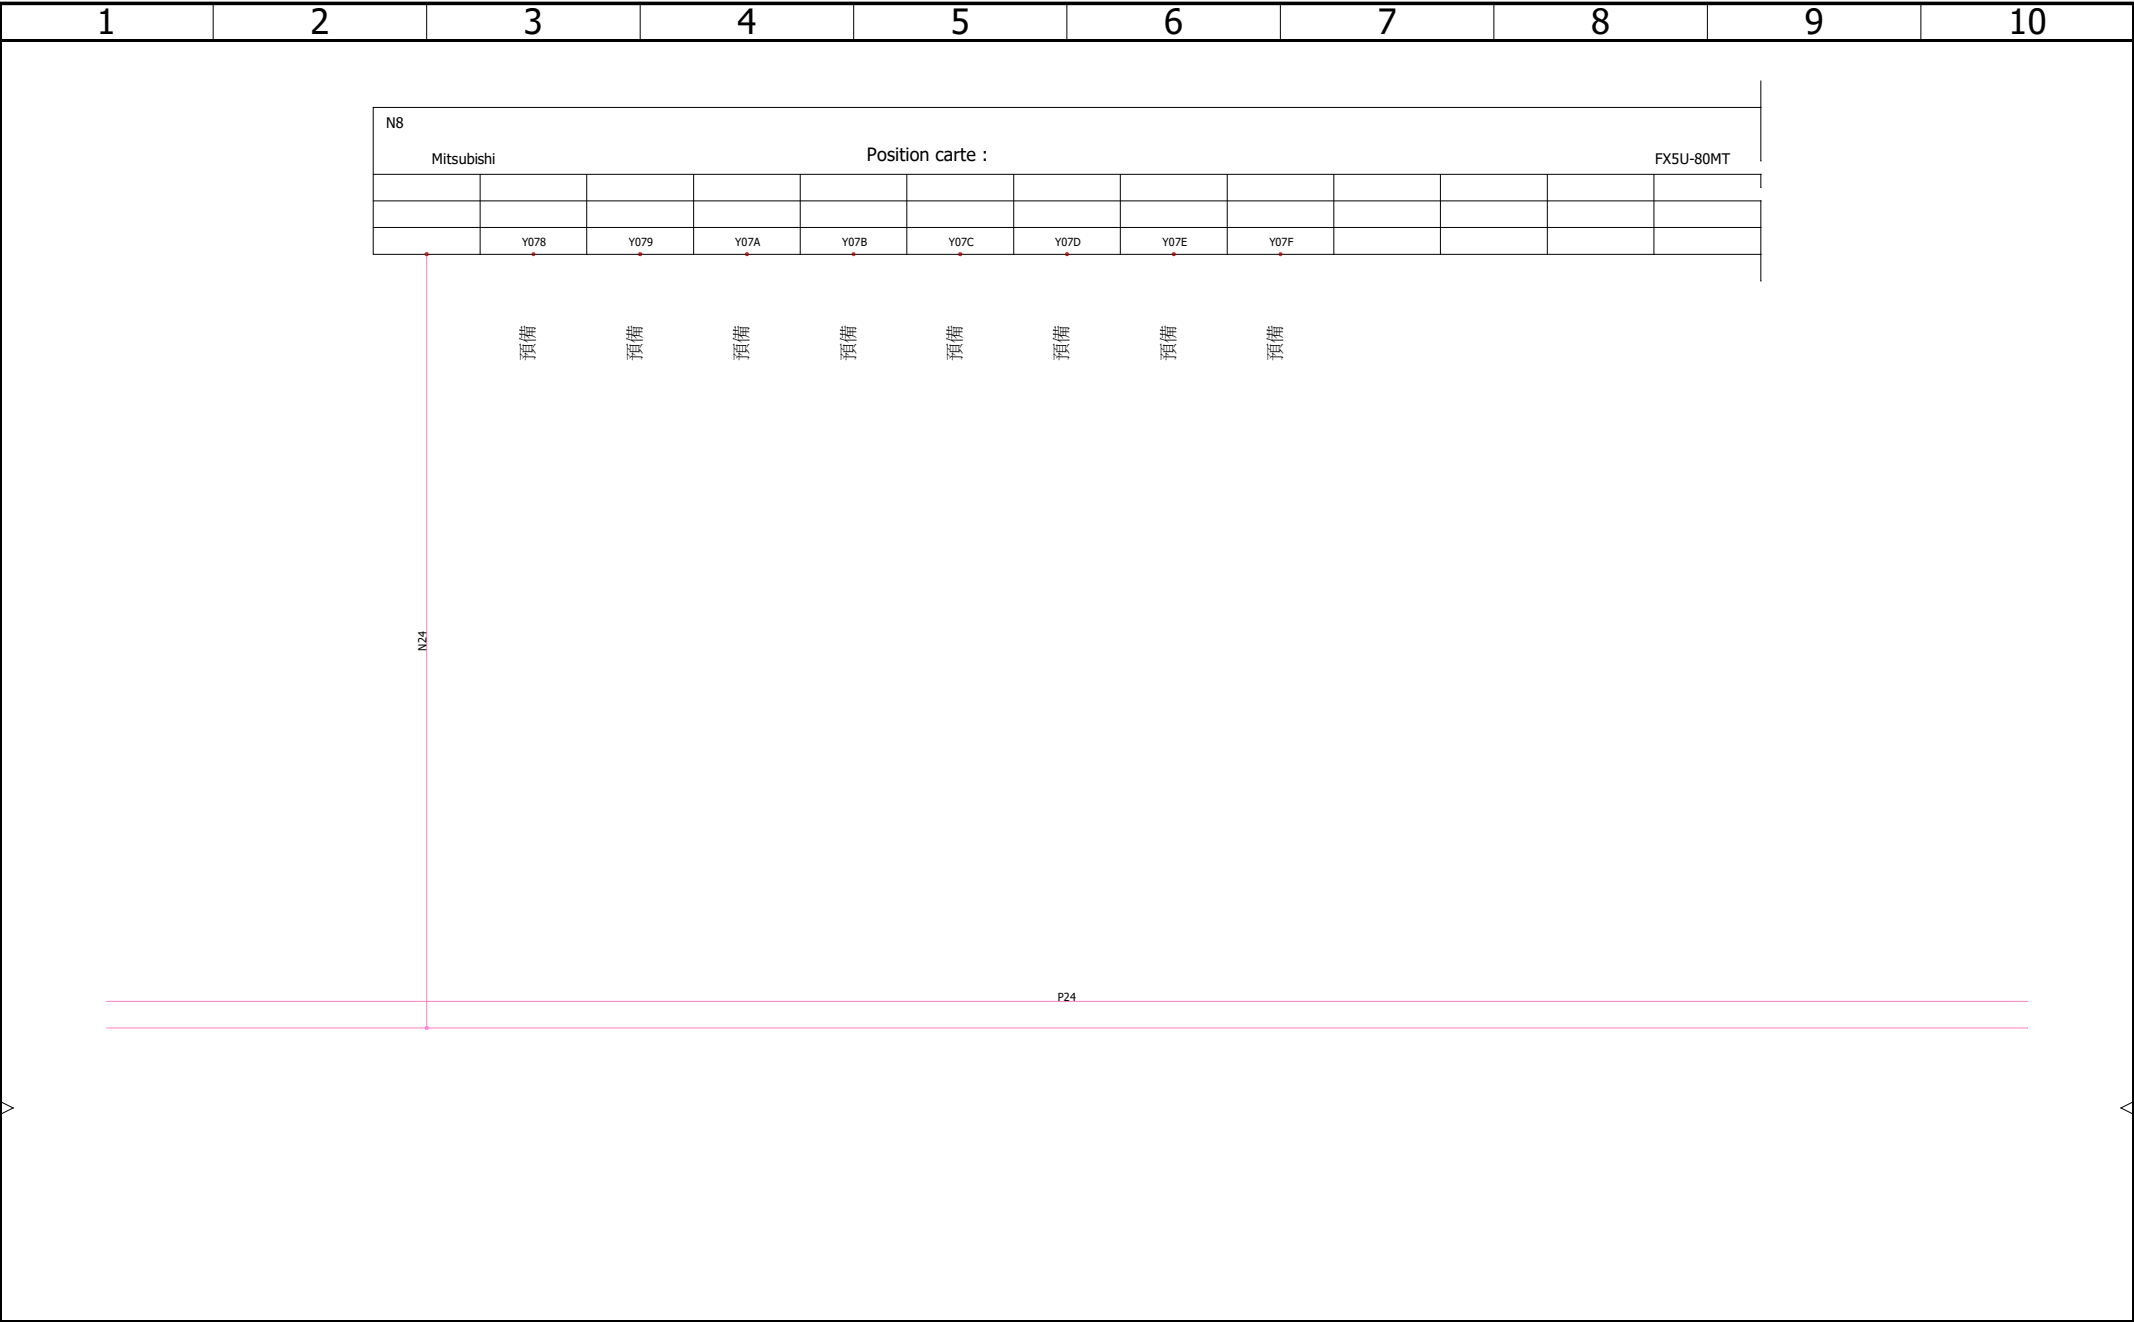 1 2 3 4 5 6 7 8 9 10
N8
Mitsubishi Position carte : FX5U-80MT
Y078 Y079 Y07A Y07B Y07C Y07D Y07E Y07F
預備 預備 預備 預備 預備 預備 預備 預備
N24
P24